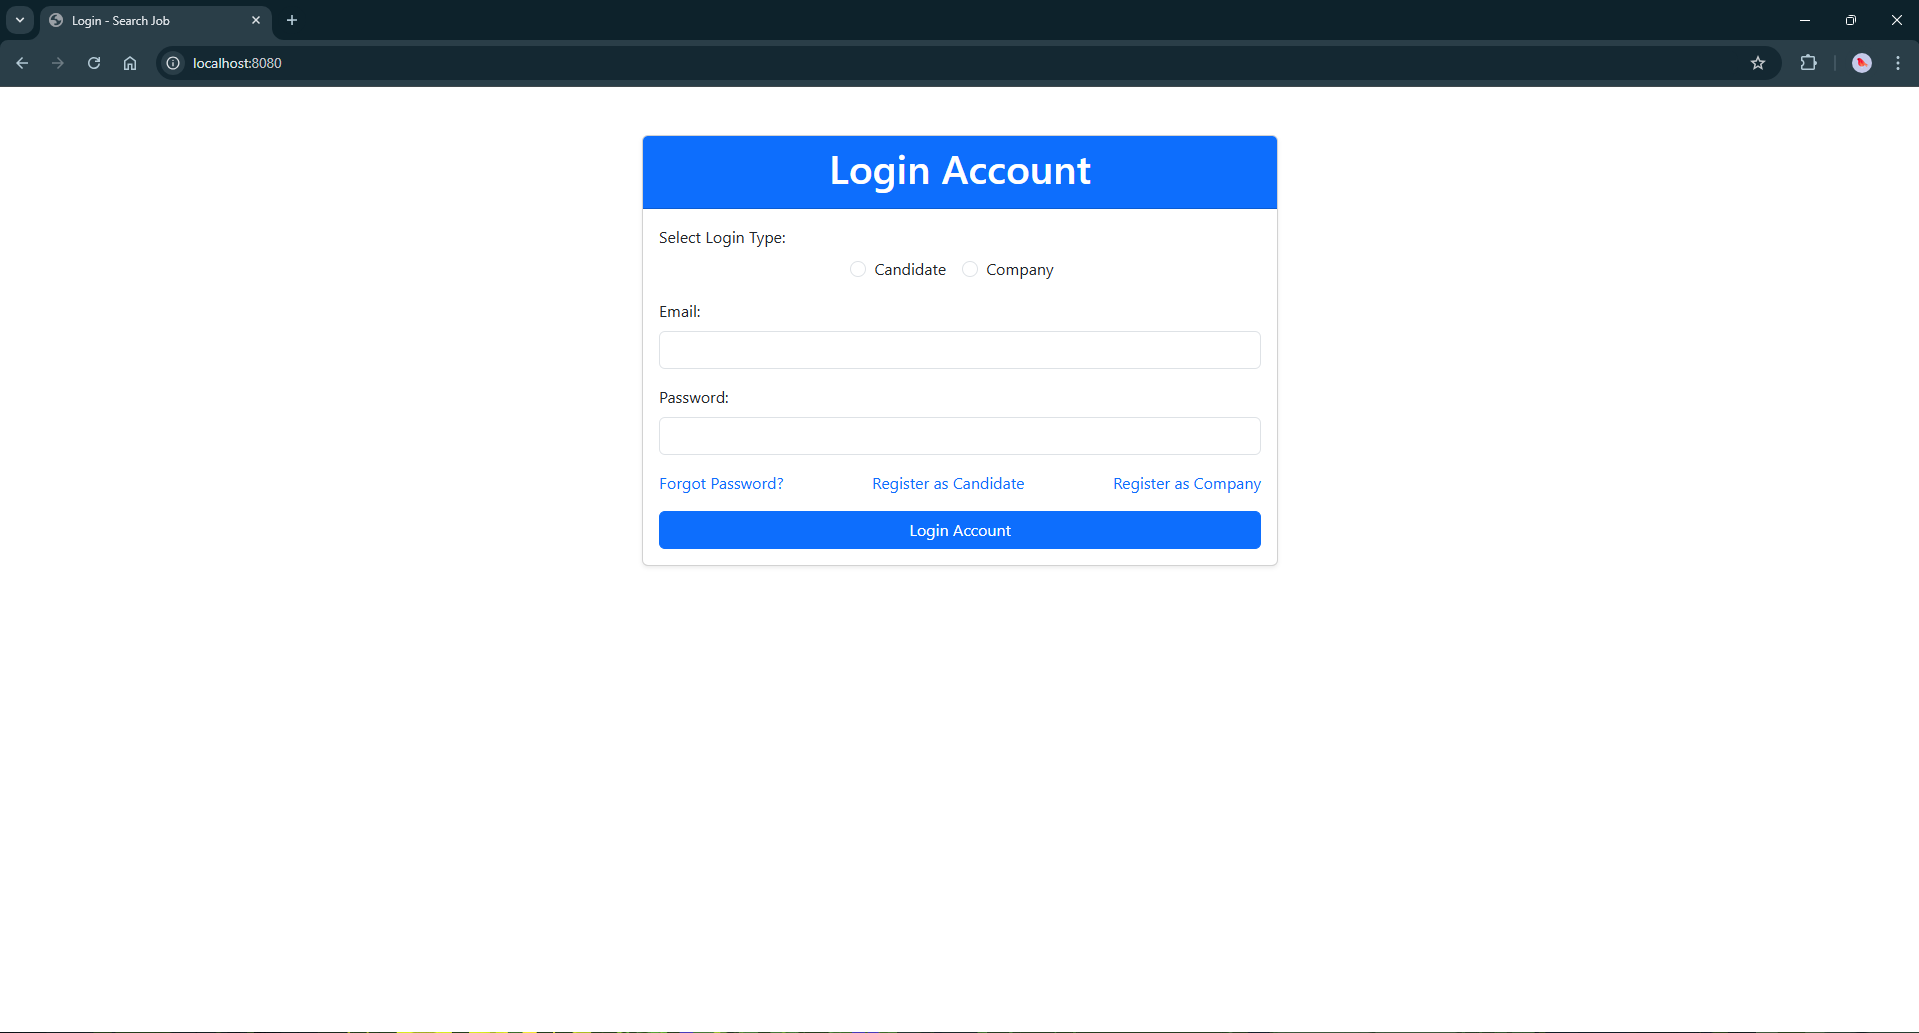 Login - Search Job
localhost:8080
Login Account
Select Login Type:
Candidate Company
Email:
Password:
Forgot Password? Register as Candidate Register as Company
Login Account